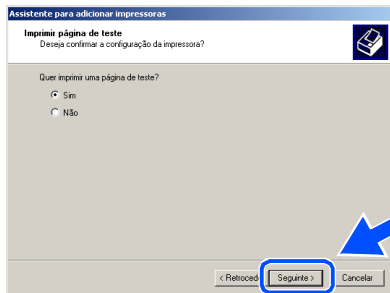 Assistente para adicionar impressoras
Imprimir página de teste
Deseja confirmar a configuração da impressora?
Quer imprimir uma página de teste?
Sim
Não
< Retroced
Seguinte >
Cancelar